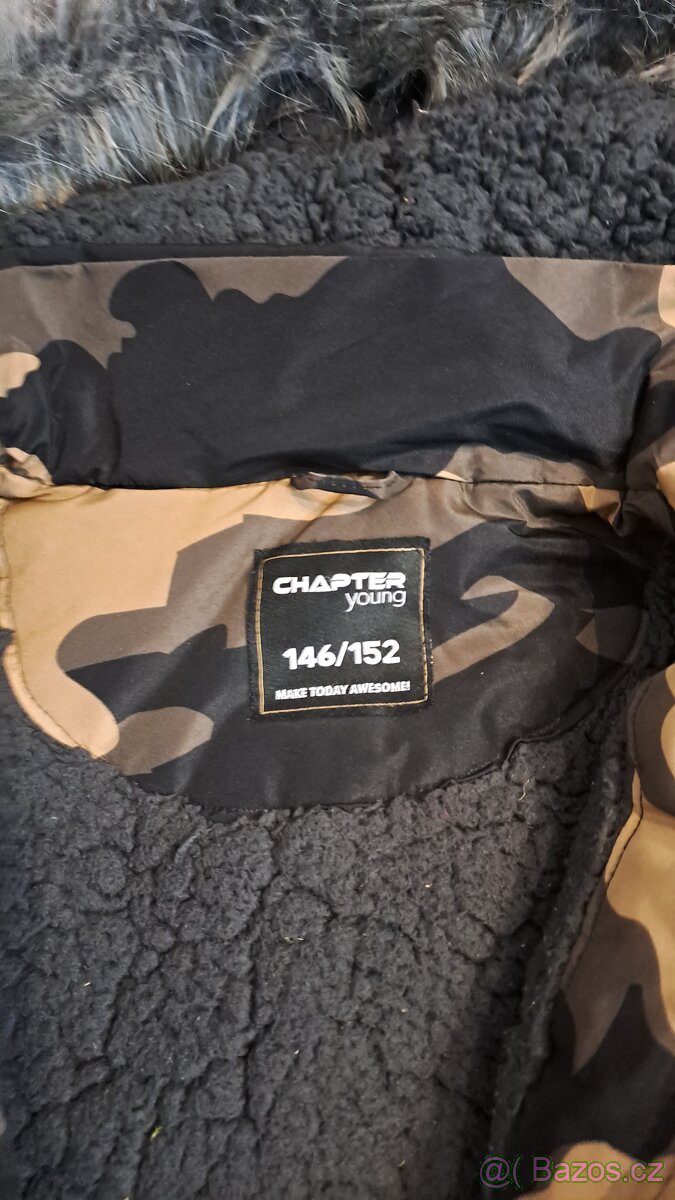 CHAPTER
young
146/152
MAKE TODAY AWESOME!
@( Bazos.cz